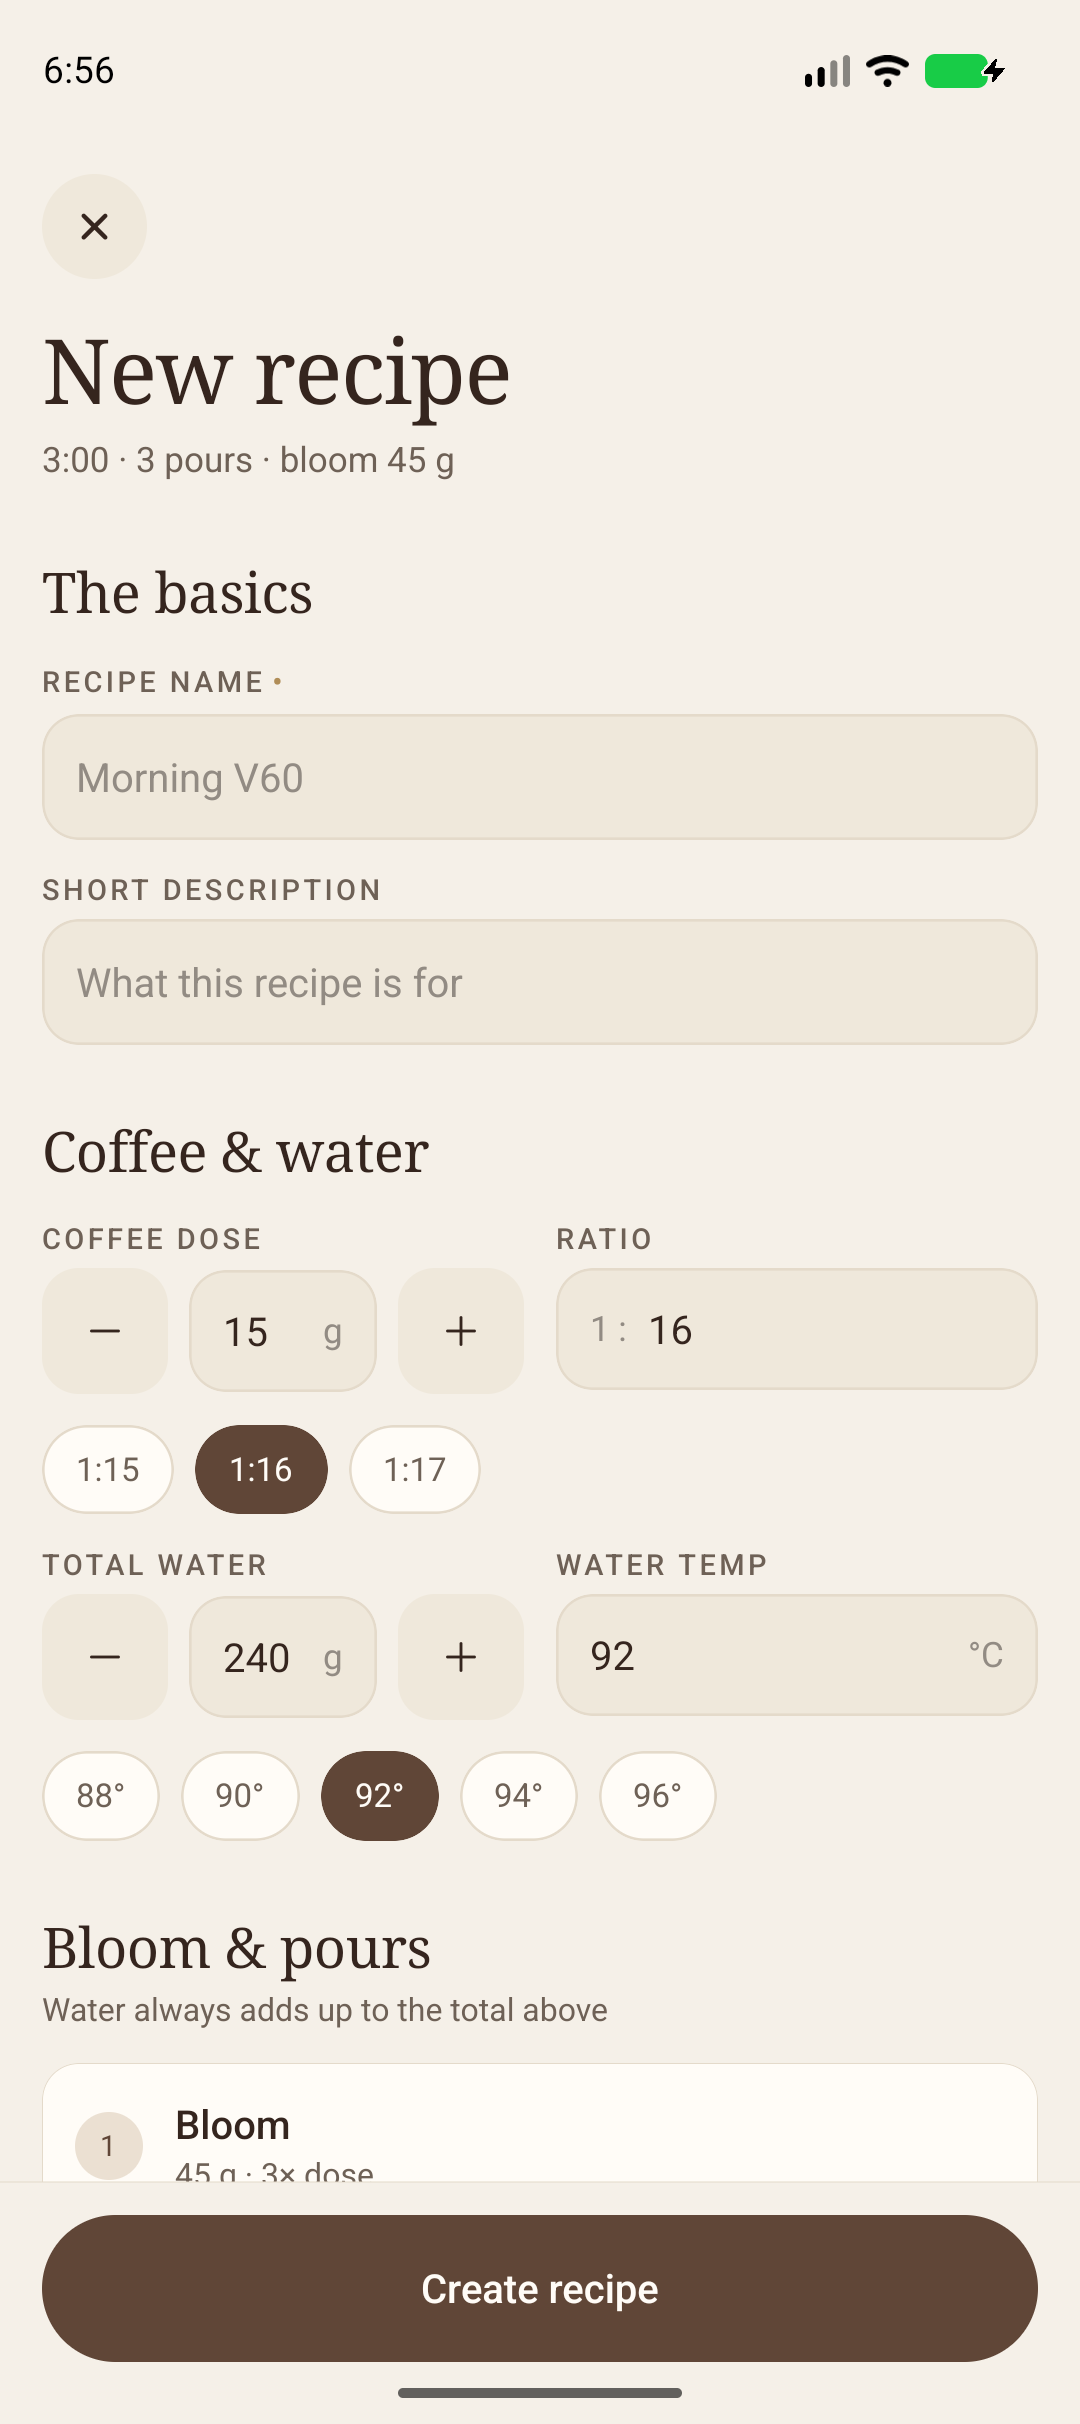 6:56
New recipe
3:00 · 3 pours · bloom 45 g
The basics
RECIPE NAME •
Morning V60
SHORT DESCRIPTION
What this recipe is for
Coffee & water
COFFEE DOSE
RATIO
− 15 g +
1 : 16
1:15 1:16 1:17
TOTAL WATER
WATER TEMP
− 240 g +
92 °C
88° 90° 92° 94° 96°
Bloom & pours
Water always adds up to the total above
1
Bloom
45 g · 3× dose
Create recipe